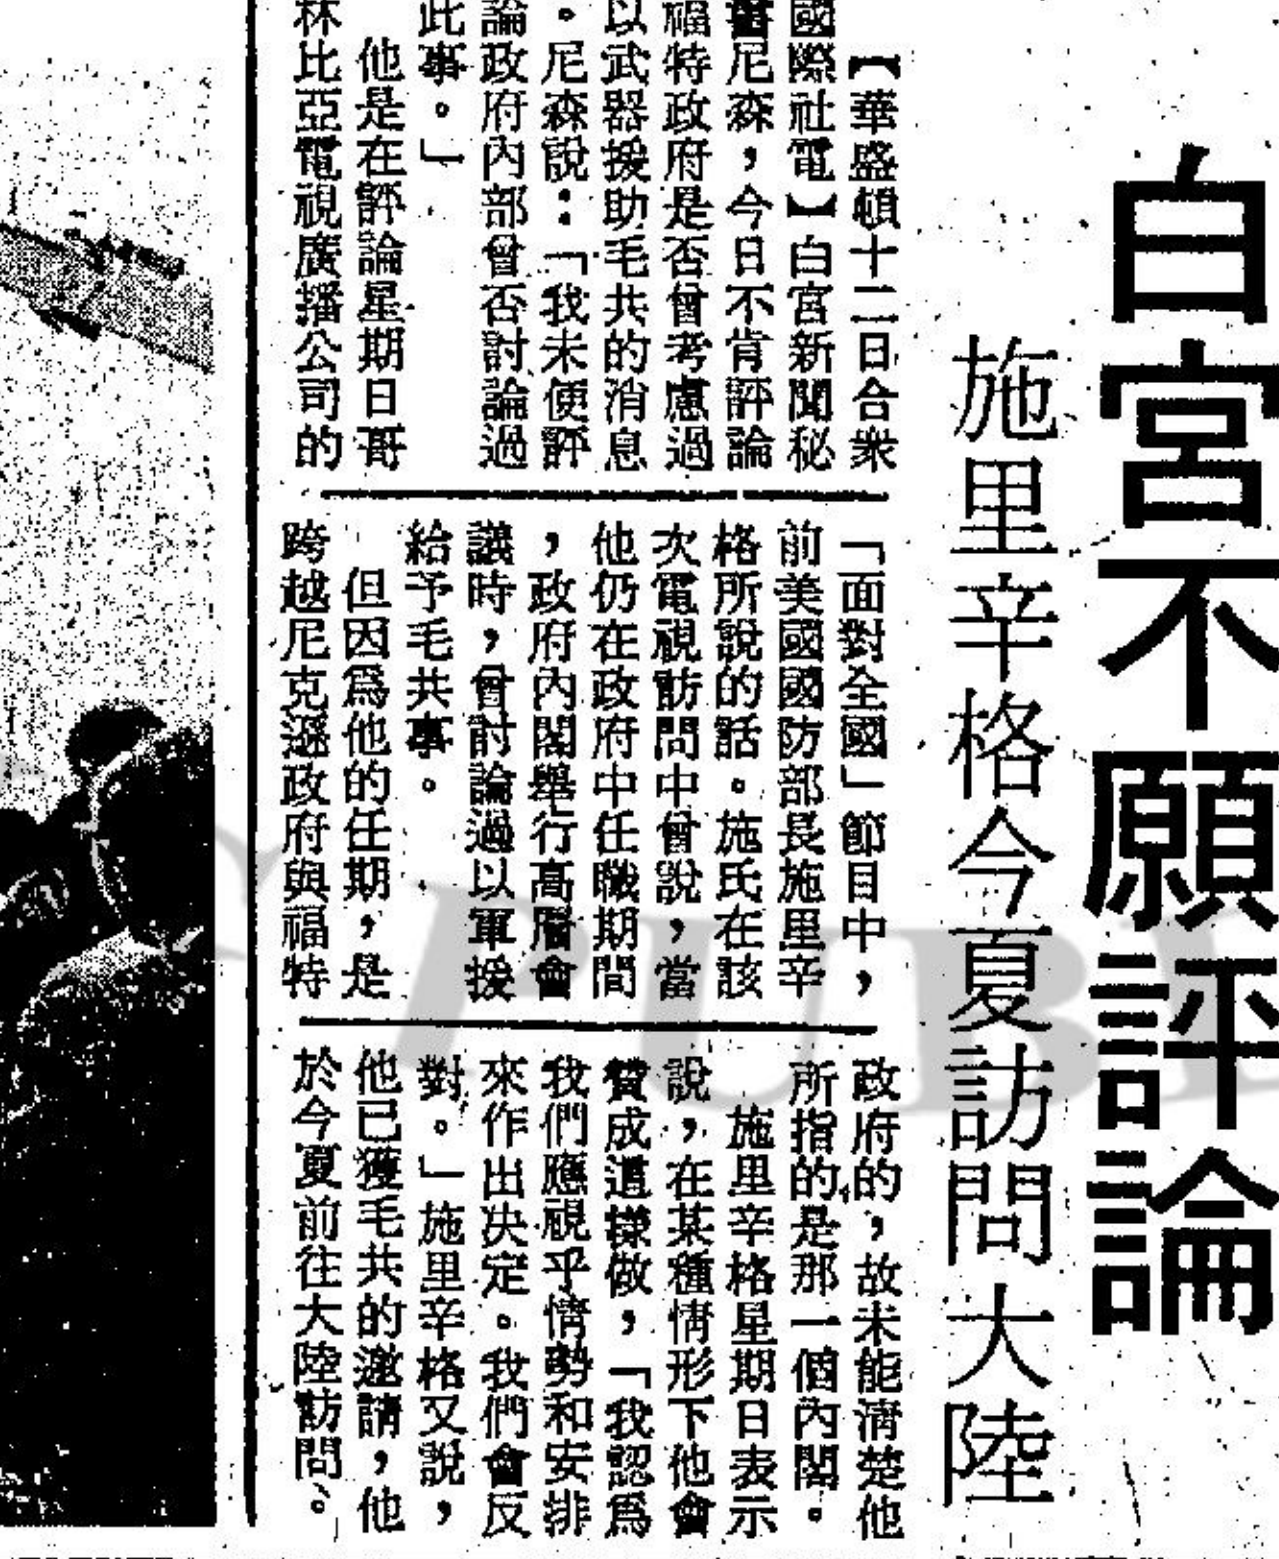 白宮不願評論
施里辛格今夏訪問大陸
【華盛頓十二日合衆
國際社電】白宮新聞秘
書尼森，今日不肯評論
福特政府是否曾考慮過
以武器援助毛共的消息
。尼森說：「我未便評
論政府內部曾否討論過
此事。」
他是在評論星期日哥
林比亞電視廣播公司的
「面對全國」節目中，
前美國國防部長施里辛
格所說的話。施氏在該
次電視訪問中曾說，當
他仍在政府中任職期間
，政府內閣舉行高層會
議時，曾討論過以軍援
給予毛共事。
但因爲他的任期，是
跨越尼克遜政府與福特
政府的，故未能清楚他
所指的是那一個內閣。
施里辛格星期日表示
說，在某種情形下他會
贊成這樣做，「我認爲
我們應視乎情勢和安排
來作出決定。我們會反
對。」施里辛格又說，
他已獲毛共的邀請，他
於今夏前往大陸訪問。
PUB